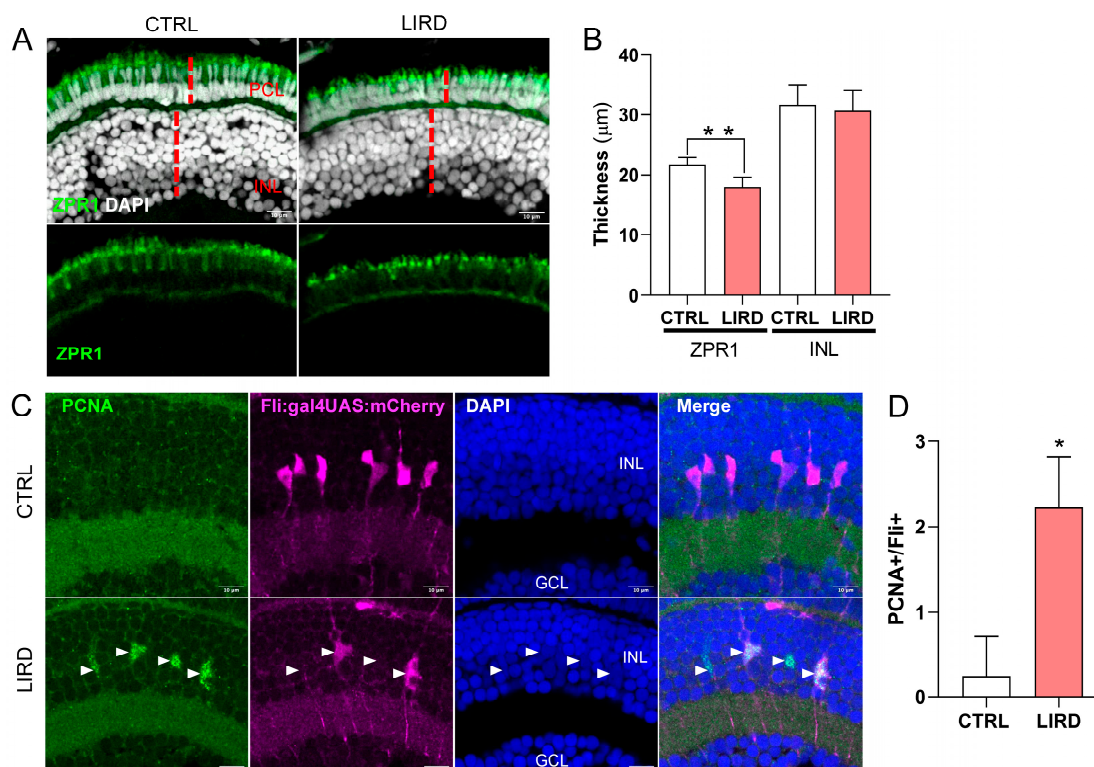 A
CTRL
LIRD
PCL
INL
ZPR1 DAPI
10 µm
10 µm
ZPR1
B
Thickness (µm)
40
30
20
10
0
**
CTRL LIRD CTRL LIRD
ZPR1
INL
C
PCNA
Fli:gal4UAS:mCherry
DAPI
Merge
CTRL
INL
GCL
10 µm
10 µm
10 µm
LIRD
INL
GCL
D
PCNA+/Fli+
3
2
1
0
*
CTRL LIRD